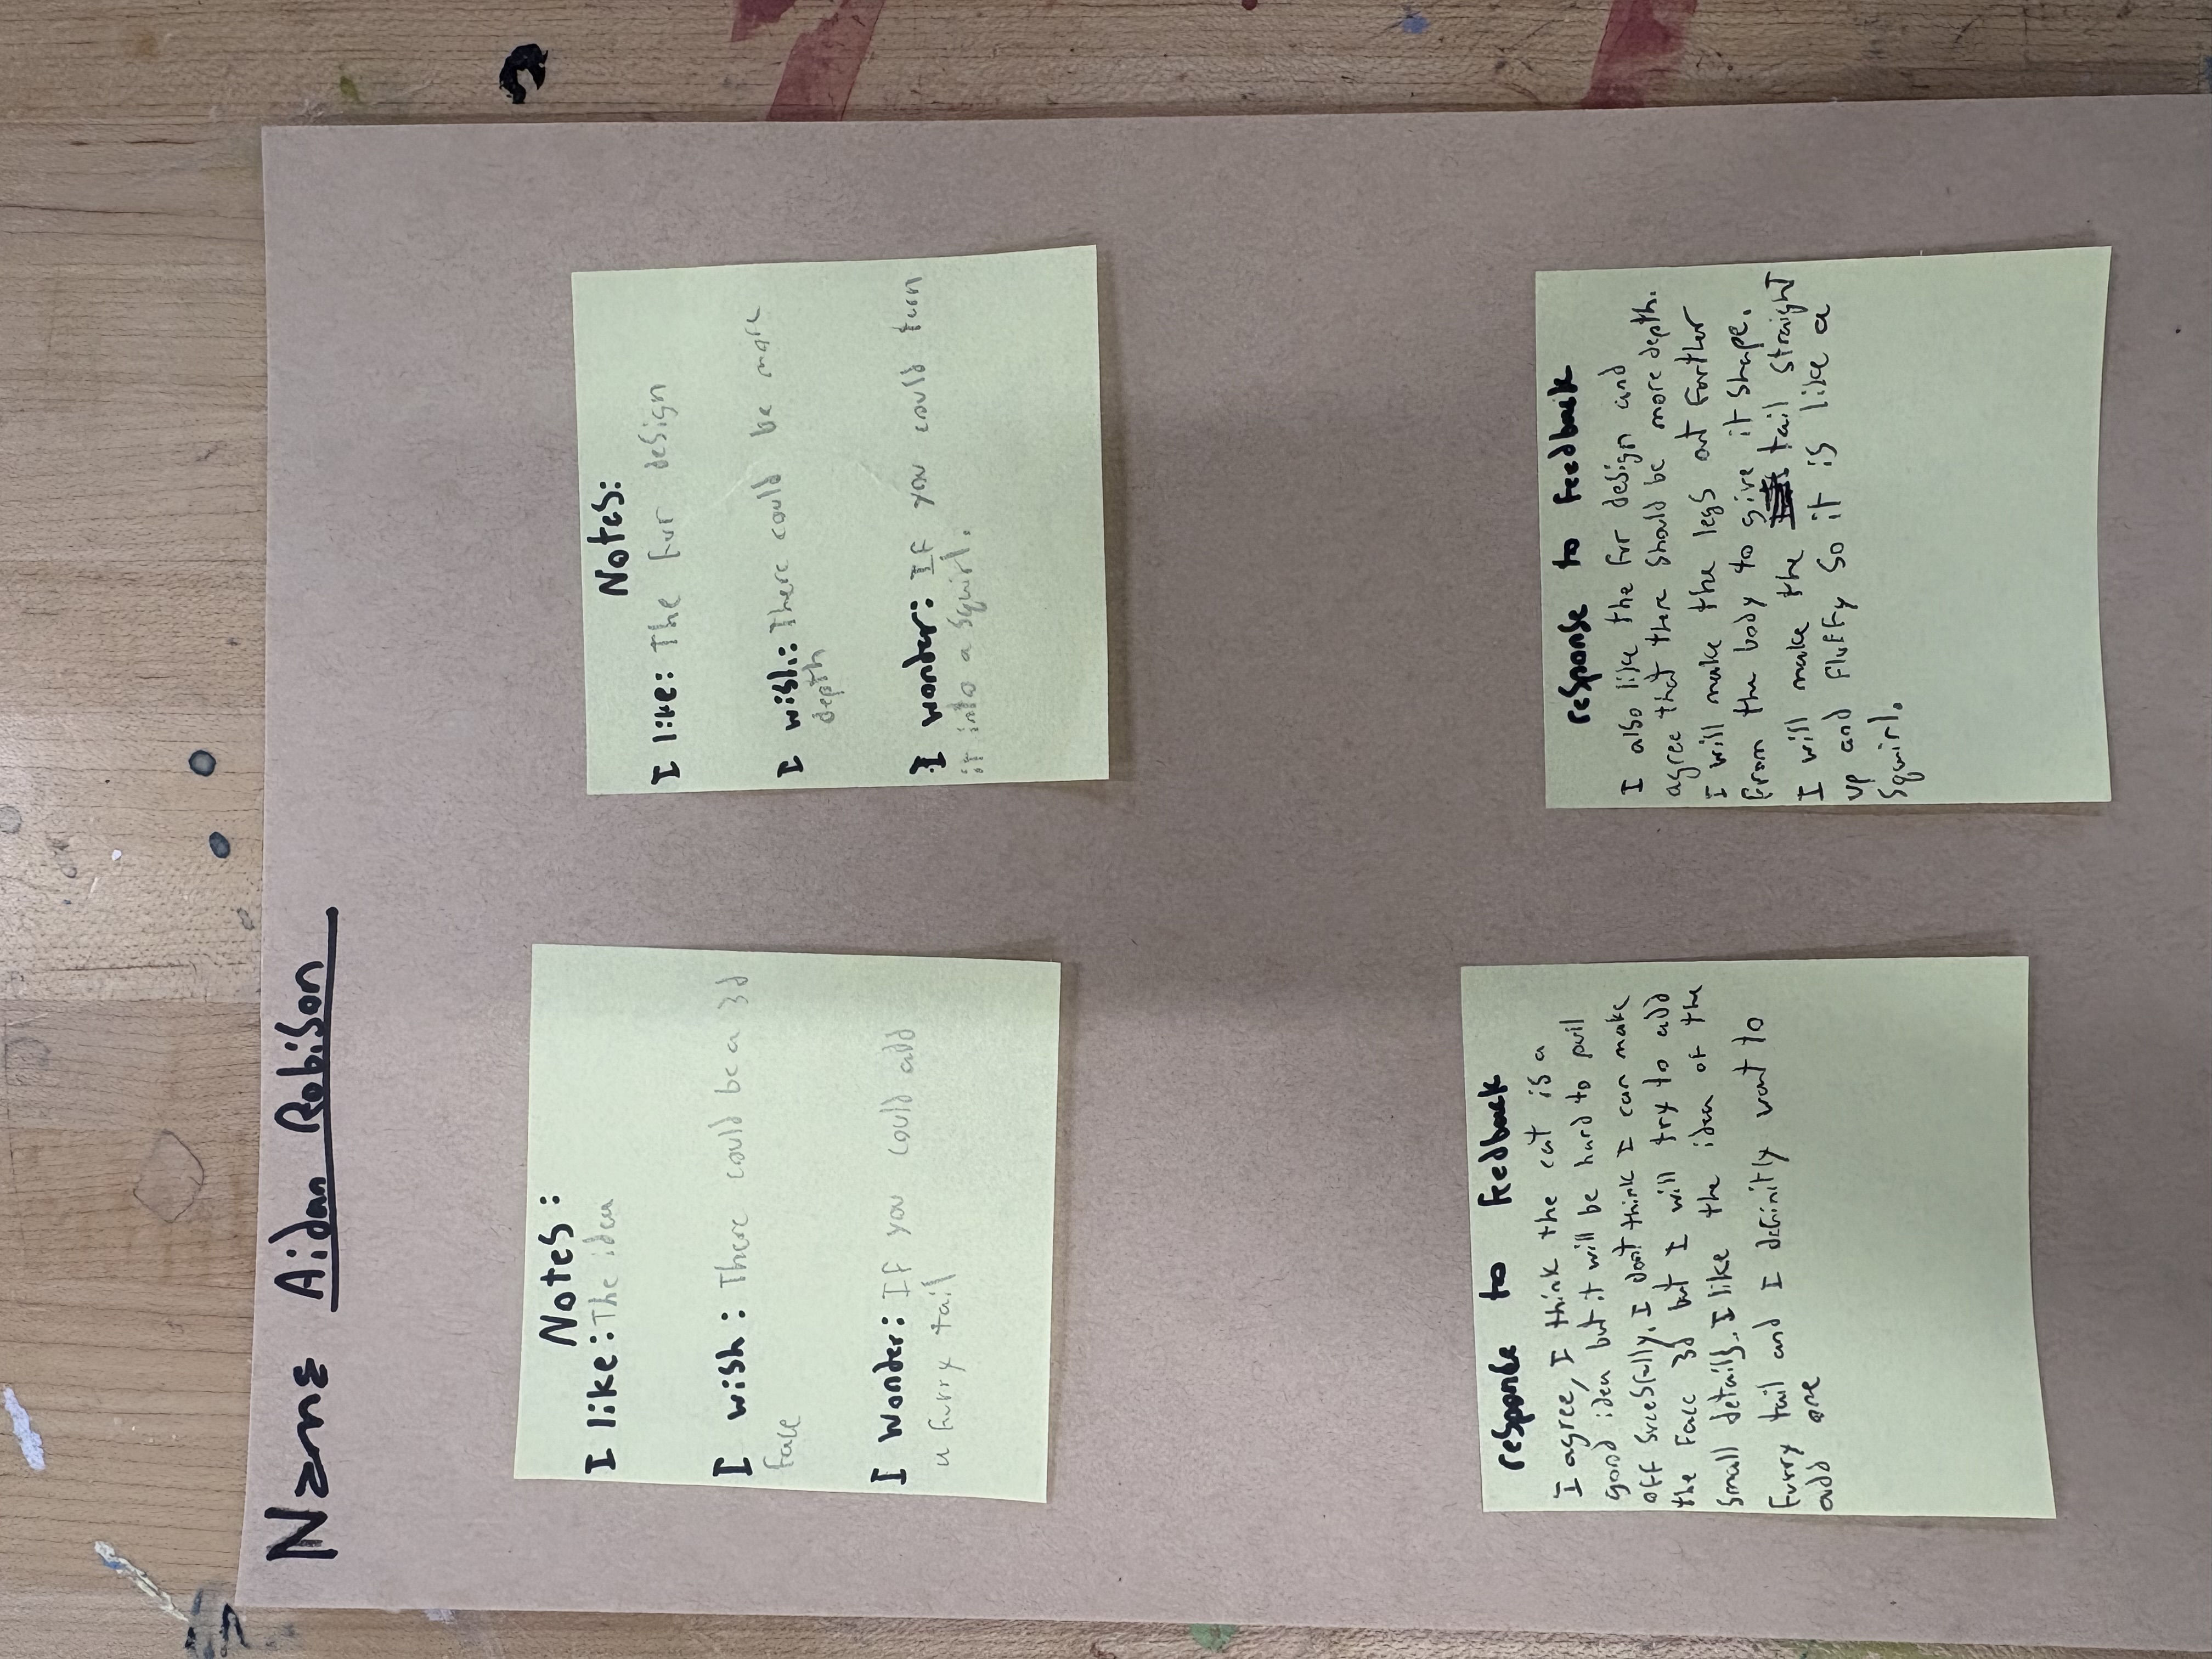 Name Aidan Robison
Notes:
I like: The idea
I wish: There could be a 3d
face
I wonder: If you could add
a furry tail
Notes:
I like: The fur design
I wish: There could be more
depth
I wonder: If you could turn
it into a squirl.
response to feedback
I agree, I think the cat is a
good idea but it will be hard to pull
off sucesfully. I dont think I can make
the face 3d but I will try to add
small details. I like the idea of the
furry tail and I definitly want to
add one
response to feedback
I also like the fur design and
agree that there should be more depth.
I will make the legs out further
from the body to give it shape.
I will make the tail straight
up and fluffy so it is like a
squirl.